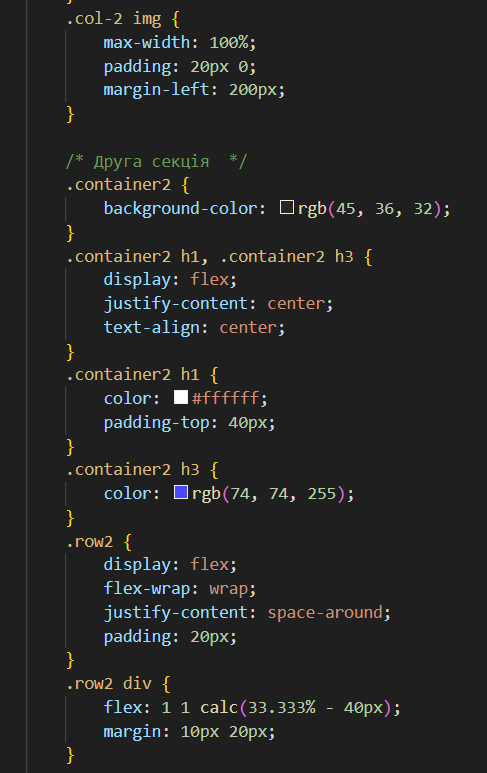 }
.col-2 img {
max-width: 100%;
padding: 20px 0;
margin-left: 200px;
}
/* Друга секція  */
.container2 {
background-color: rgb(45, 36, 32);
}
.container2 h1, .container2 h3 {
display: flex;
justify-content: center;
text-align: center;
}
.container2 h1 {
color: #ffffff;
padding-top: 40px;
}
.container2 h3 {
color: rgb(74, 74, 255);
}
.row2 {
display: flex;
flex-wrap: wrap;
justify-content: space-around;
padding: 20px;
}
.row2 div {
flex: 1 1 calc(33.333% - 40px);
margin: 10px 20px;
}